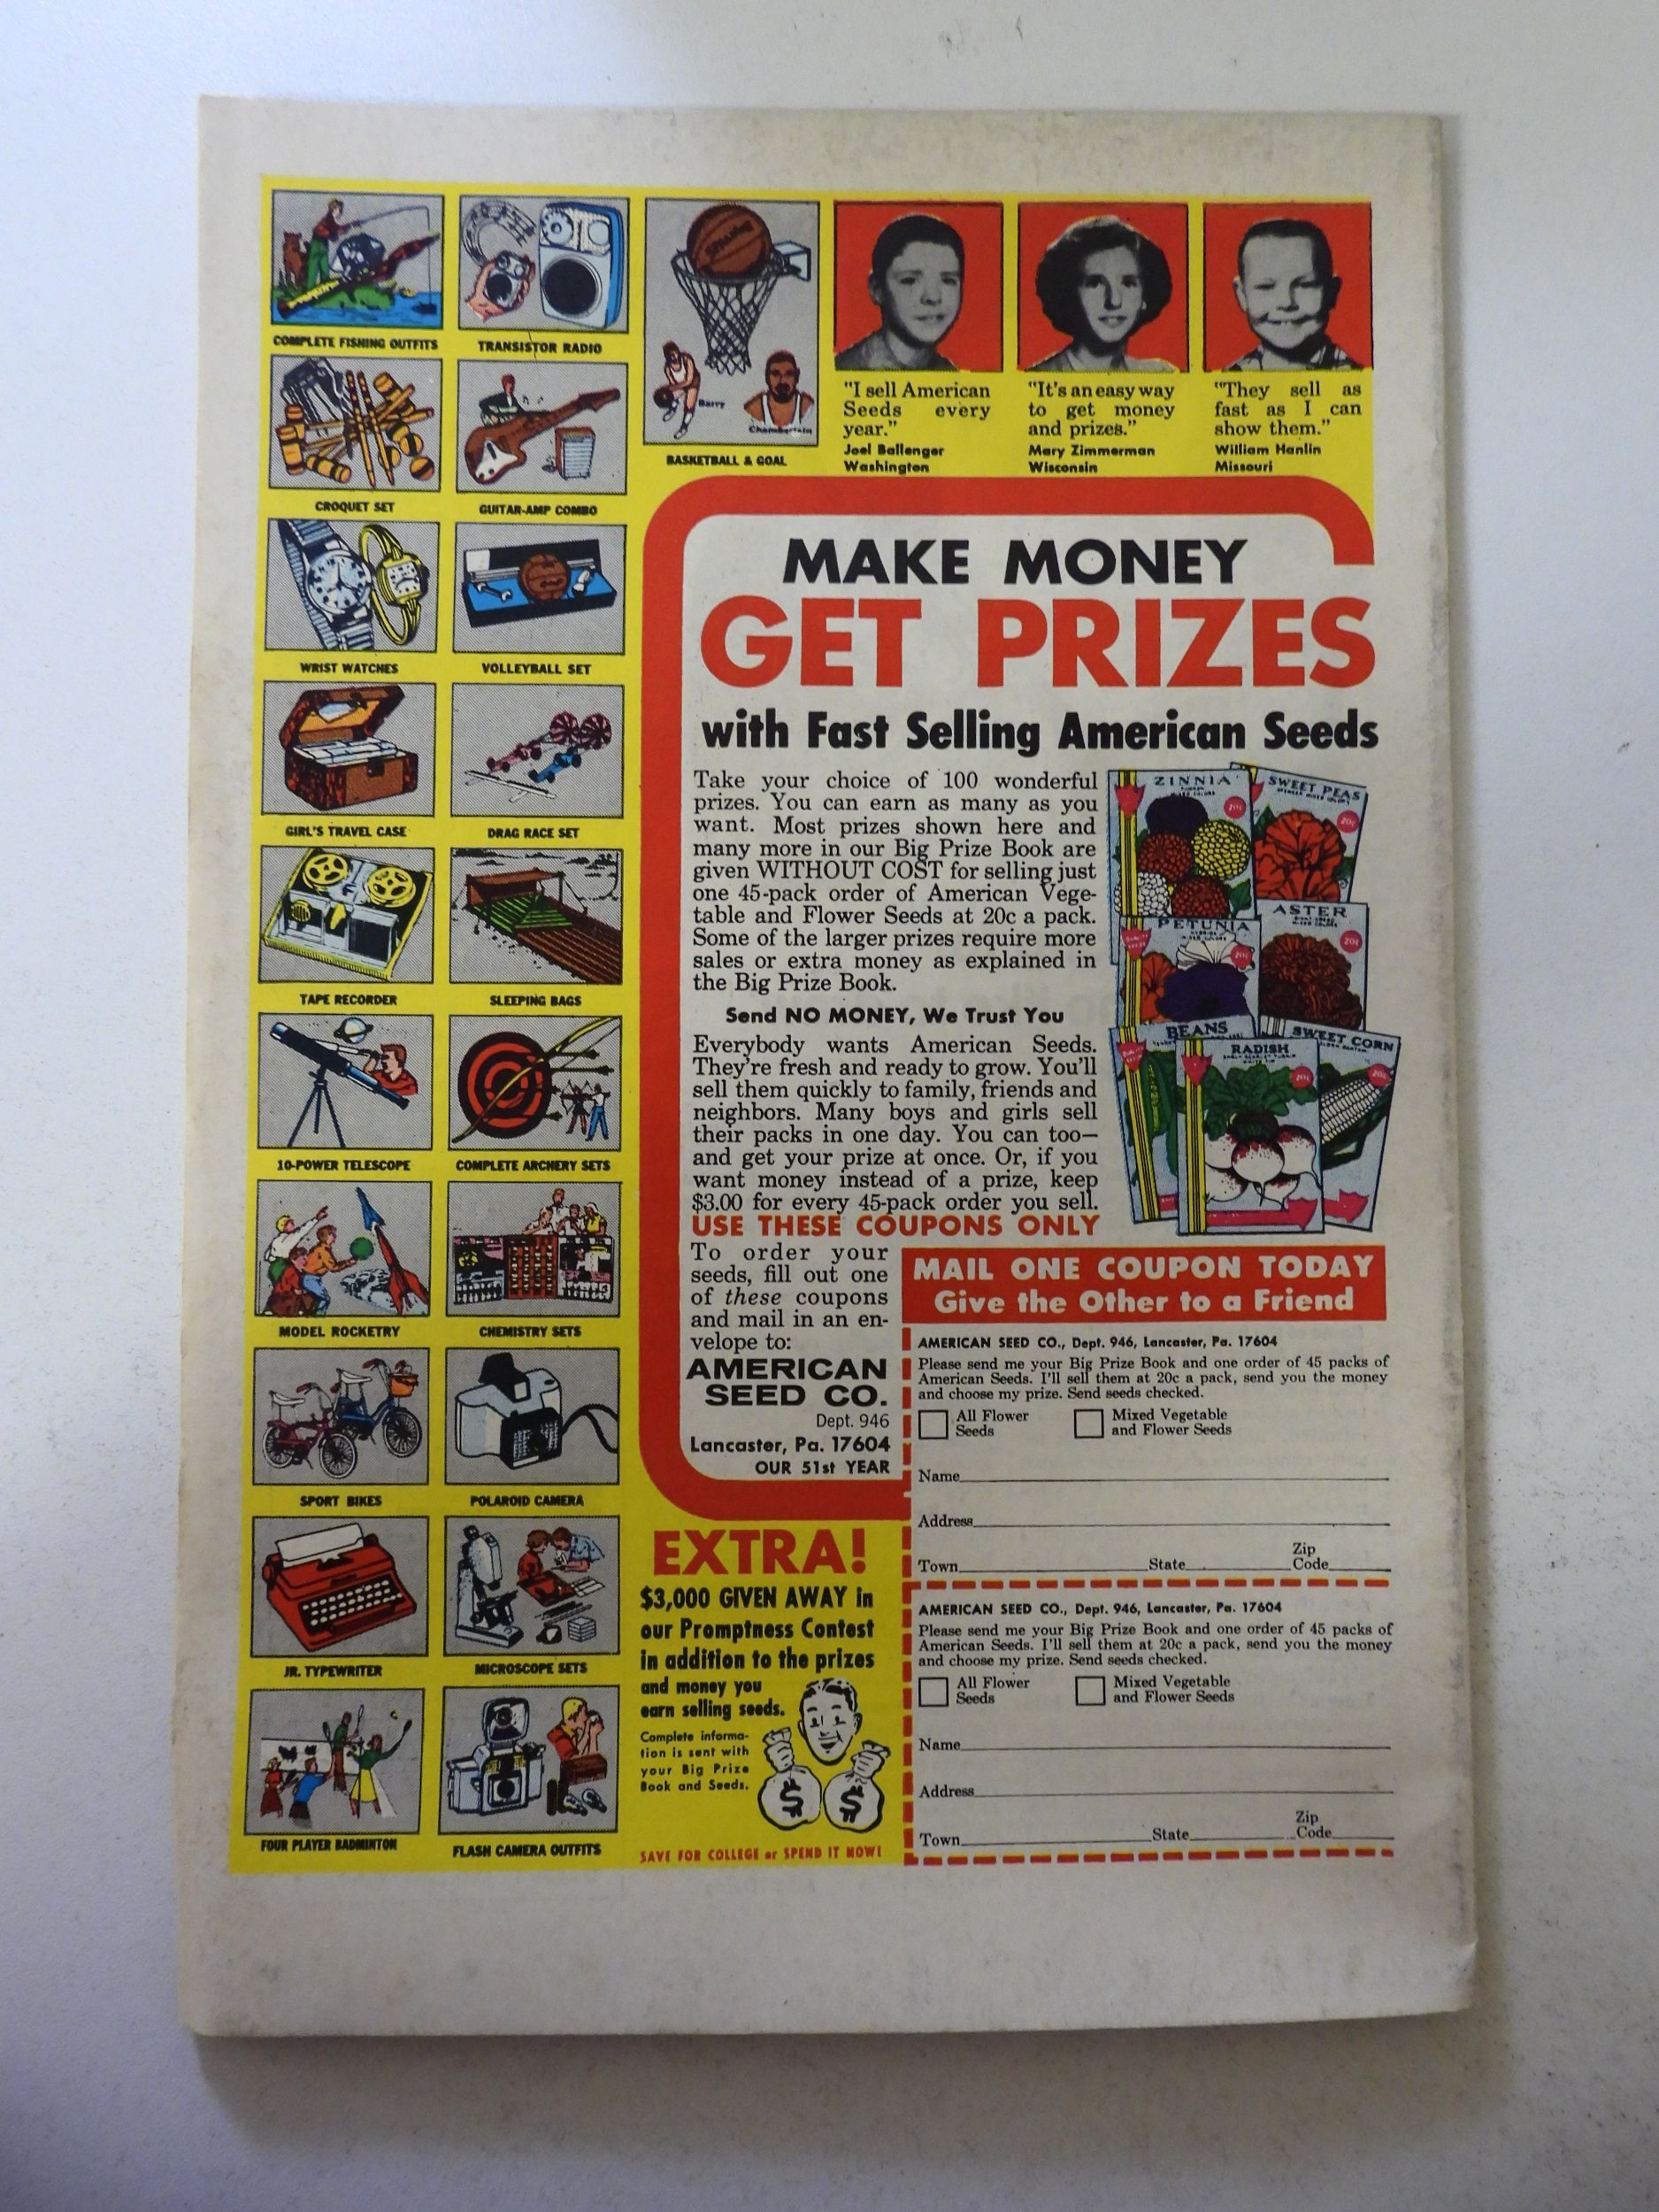 COMPLETE FISHING OUTFITS
TRANSISTOR RADIO
SPALDING
Barry
Chamberlain
BASKETBALL & GOAL
CROQUET SET
GUITAR-AMP COMBO
WRIST WATCHES
VOLLEYBALL SET
GIRL'S TRAVEL CASE
DRAG RACE SET
TAPE RECORDER
SLEEPING BAGS
10-POWER TELESCOPE
COMPLETE ARCHERY SETS
MODEL ROCKETRY
CHEMISTRY SETS
SPORT BIKES
POLAROID CAMERA
JR. TYPEWRITER
MICROSCOPE SETS
FOUR PLAYER BADMINTON
FLASH CAMERA OUTFITS
"I sell American
Seeds every
year."
Joel Ballenger
Washington
"It's an easy way
to get money
and prizes."
Mary Zimmerman
Wisconsin
"They sell as
fast as I can
show them."
William Hanlin
Missouri
MAKE MONEY
GET PRIZES
with Fast Selling American Seeds
Take your choice of 100 wonderful
prizes. You can earn as many as you
want. Most prizes shown here and
many more in our Big Prize Book are
given WITHOUT COST for selling just
one 45-pack order of American Vege-
table and Flower Seeds at 20c a pack.
Some of the larger prizes require more
sales or extra money as explained in
the Big Prize Book.
Send NO MONEY, We Trust You
Everybody wants American Seeds.
They're fresh and ready to grow. You'll
sell them quickly to family, friends and
neighbors. Many boys and girls sell
their packs in one day. You can too—
and get your prize at once. Or, if you
want money instead of a prize, keep
$3.00 for every 45-pack order you sell.
USE THESE COUPONS ONLY
ZINNIA
20c
SWEET PEAS
20c
PETUNIA
20c
ASTER
20c
BEANS
RADISH
20c
SWEET CORN
20c
To order your
seeds, fill out one
of these coupons
and mail in an en-
velope to:
AMERICAN
SEED CO.
Dept. 946
Lancaster, Pa. 17604
OUR 51st YEAR
MAIL ONE COUPON TODAY
Give the Other to a Friend
AMERICAN SEED CO., Dept. 946, Lancaster, Pa. 17604
Please send me your Big Prize Book and one order of 45 packs of
American Seeds. I'll sell them at 20c a pack, send you the money
and choose my prize. Send seeds checked.
All Flower
Seeds
Mixed Vegetable
and Flower Seeds
Name
Address
Town State Zip Code
AMERICAN SEED CO., Dept. 946, Lancaster, Pa. 17604
Please send me your Big Prize Book and one order of 45 packs of
American Seeds. I'll sell them at 20c a pack, send you the money
and choose my prize. Send seeds checked.
All Flower
Seeds
Mixed Vegetable
and Flower Seeds
Name
Address
Town State Zip Code
EXTRA!
$3,000 GIVEN AWAY in
our Promptness Contest
in addition to the prizes
and money you
earn selling seeds.
Complete informa-
tion is sent with
your Big Prize
Book and Seeds.
$ $
SAVE FOR COLLEGE or SPEND IT NOW!